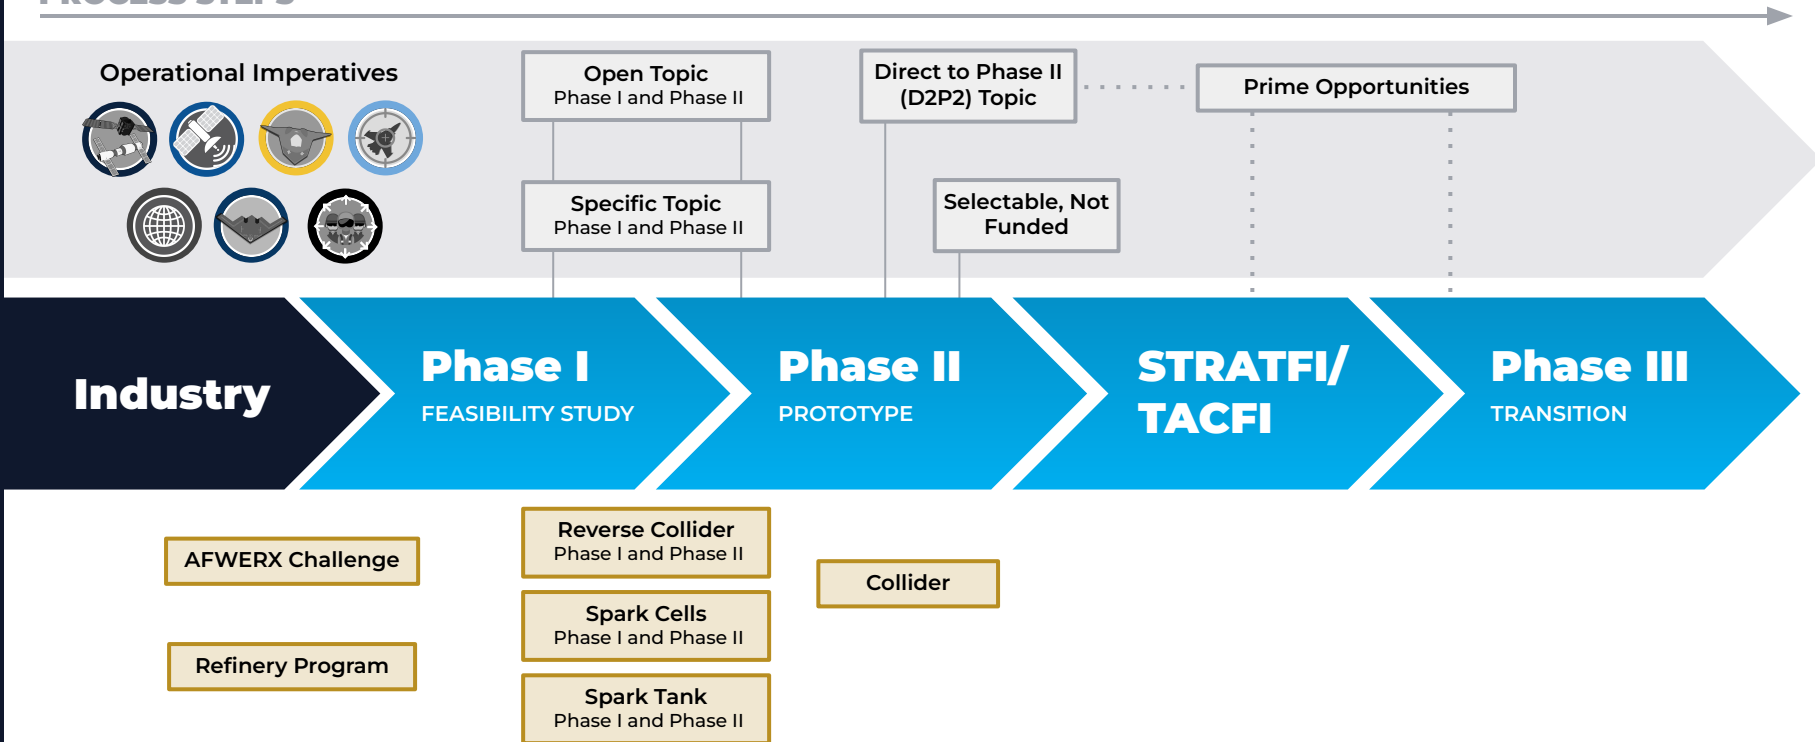 PROCESS STEPS
Operational Imperatives
Open Topic
Phase I and Phase II
Direct to Phase II
(D2P2) Topic
Prime Opportunities
Specific Topic
Phase I and Phase II
Selectable, Not
Funded
Industry
Phase I
FEASIBILITY STUDY
Phase II
PROTOTYPE
STRATFI/
TACFI
Phase III
TRANSITION
AFWERX Challenge
Refinery Program
Reverse Collider
Phase I and Phase II
Spark Cells
Phase I and Phase II
Spark Tank
Phase I and Phase II
Collider